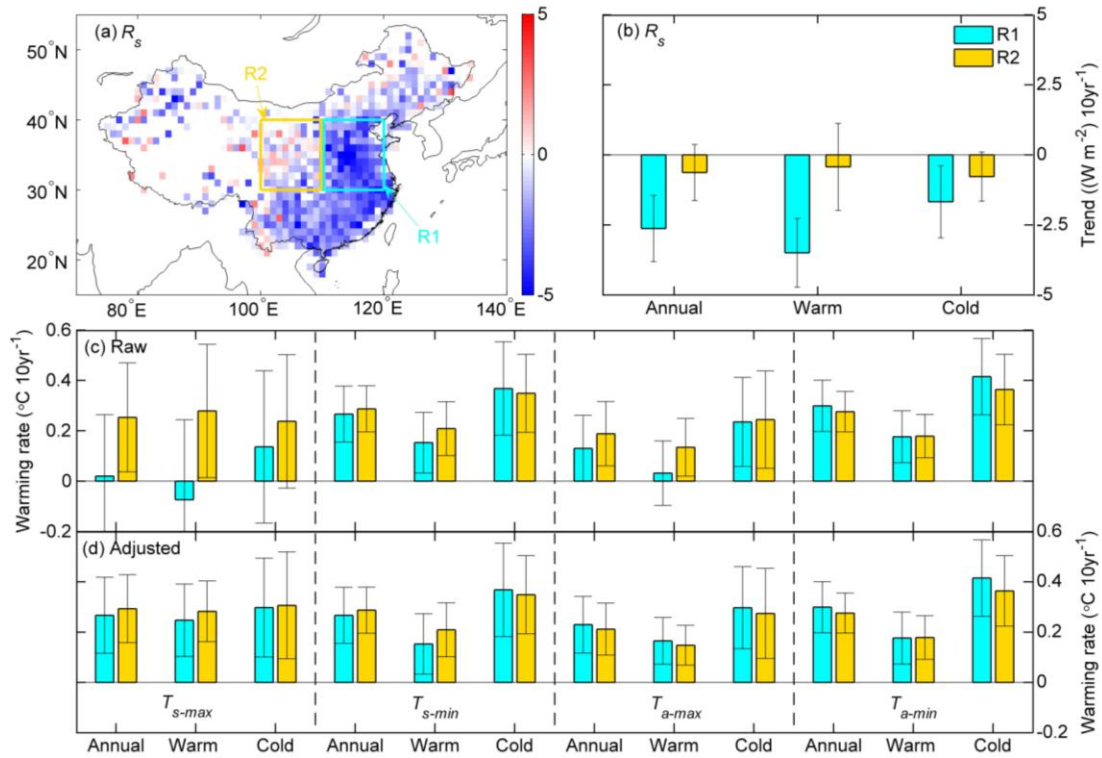 (a) Rs
5
0
-5
50°N
40°N
30°N
20°N
80°E
100°E
120°E
140°E
R2
R1
(b) Rs
R1
R2
5
2.5
0
-2.5
-5
Trend ((W m-2) 10yr-1)
Annual Warm Cold
(c) Raw
0.6
0.4
0.2
0
-0.2
Warming rate (°C 10yr-1)
(d) Adjusted
0.6
0.4
0.2
0
-0.2
Warming rate (°C 10yr-1)
Ts-max Ts-min Ta-max Ta-min
Annual Warm Cold Annual Warm Cold Annual Warm Cold Annual Warm Cold